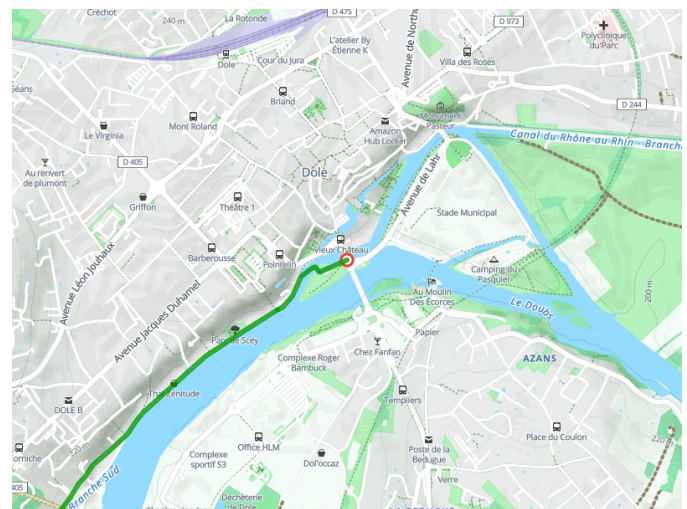 Créchot
240 m
La Rotonde
D 475
D 973
L'atelier By
Étienne K
Avenue de North
Polyclinique
du Parc
Dole
Cour du Jura
Villa des Roses
Séans
Briand
D 244
Le Virginia
Mont Roland
Amazon
Hub Locker
Monument
Pasteur
Canal du Rhône au Rhin - Branche
D 405
Au renvert
de plumont
Dole
Avenue de Lahr
Griffon
Théâtre 1
Stade Municipal
Avenue Léon Jouhaux
Barberousse
Pointelin
Vieux Château
Camping du
Pasquier
200 m
Avenue Jacques Duhamel
Au Moulin
Des Écorces
Le Doubs
Parc de Scey
Papier
Complexe Roger
Bambuck
Chez Fanfan
AZANS
Thaï Zénitude
DOLE B
Templiers
220 m
Corniche
Office HLM
Place du Coulon
220 m
Complexe
sportif S3
Dol'occaz
Poste de la
Bedugue
405
Branche Sud
Verre
Déchèterie
de Dole